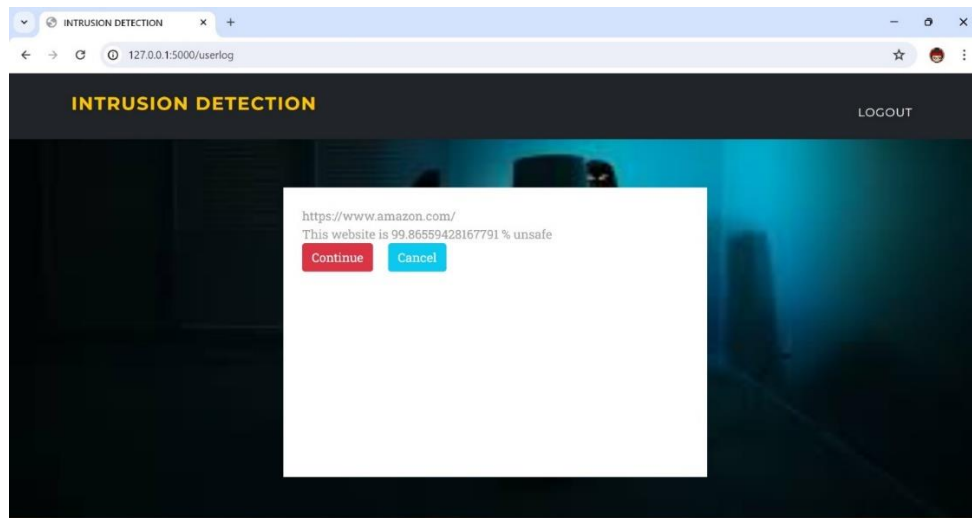 INTRUSION DETECTION
127.0.0.1:5000/userlog
INTRUSION DETECTION
LOGOUT
https://www.amazon.com/
This website is 99.86559428167791 % unsafe
Continue Cancel